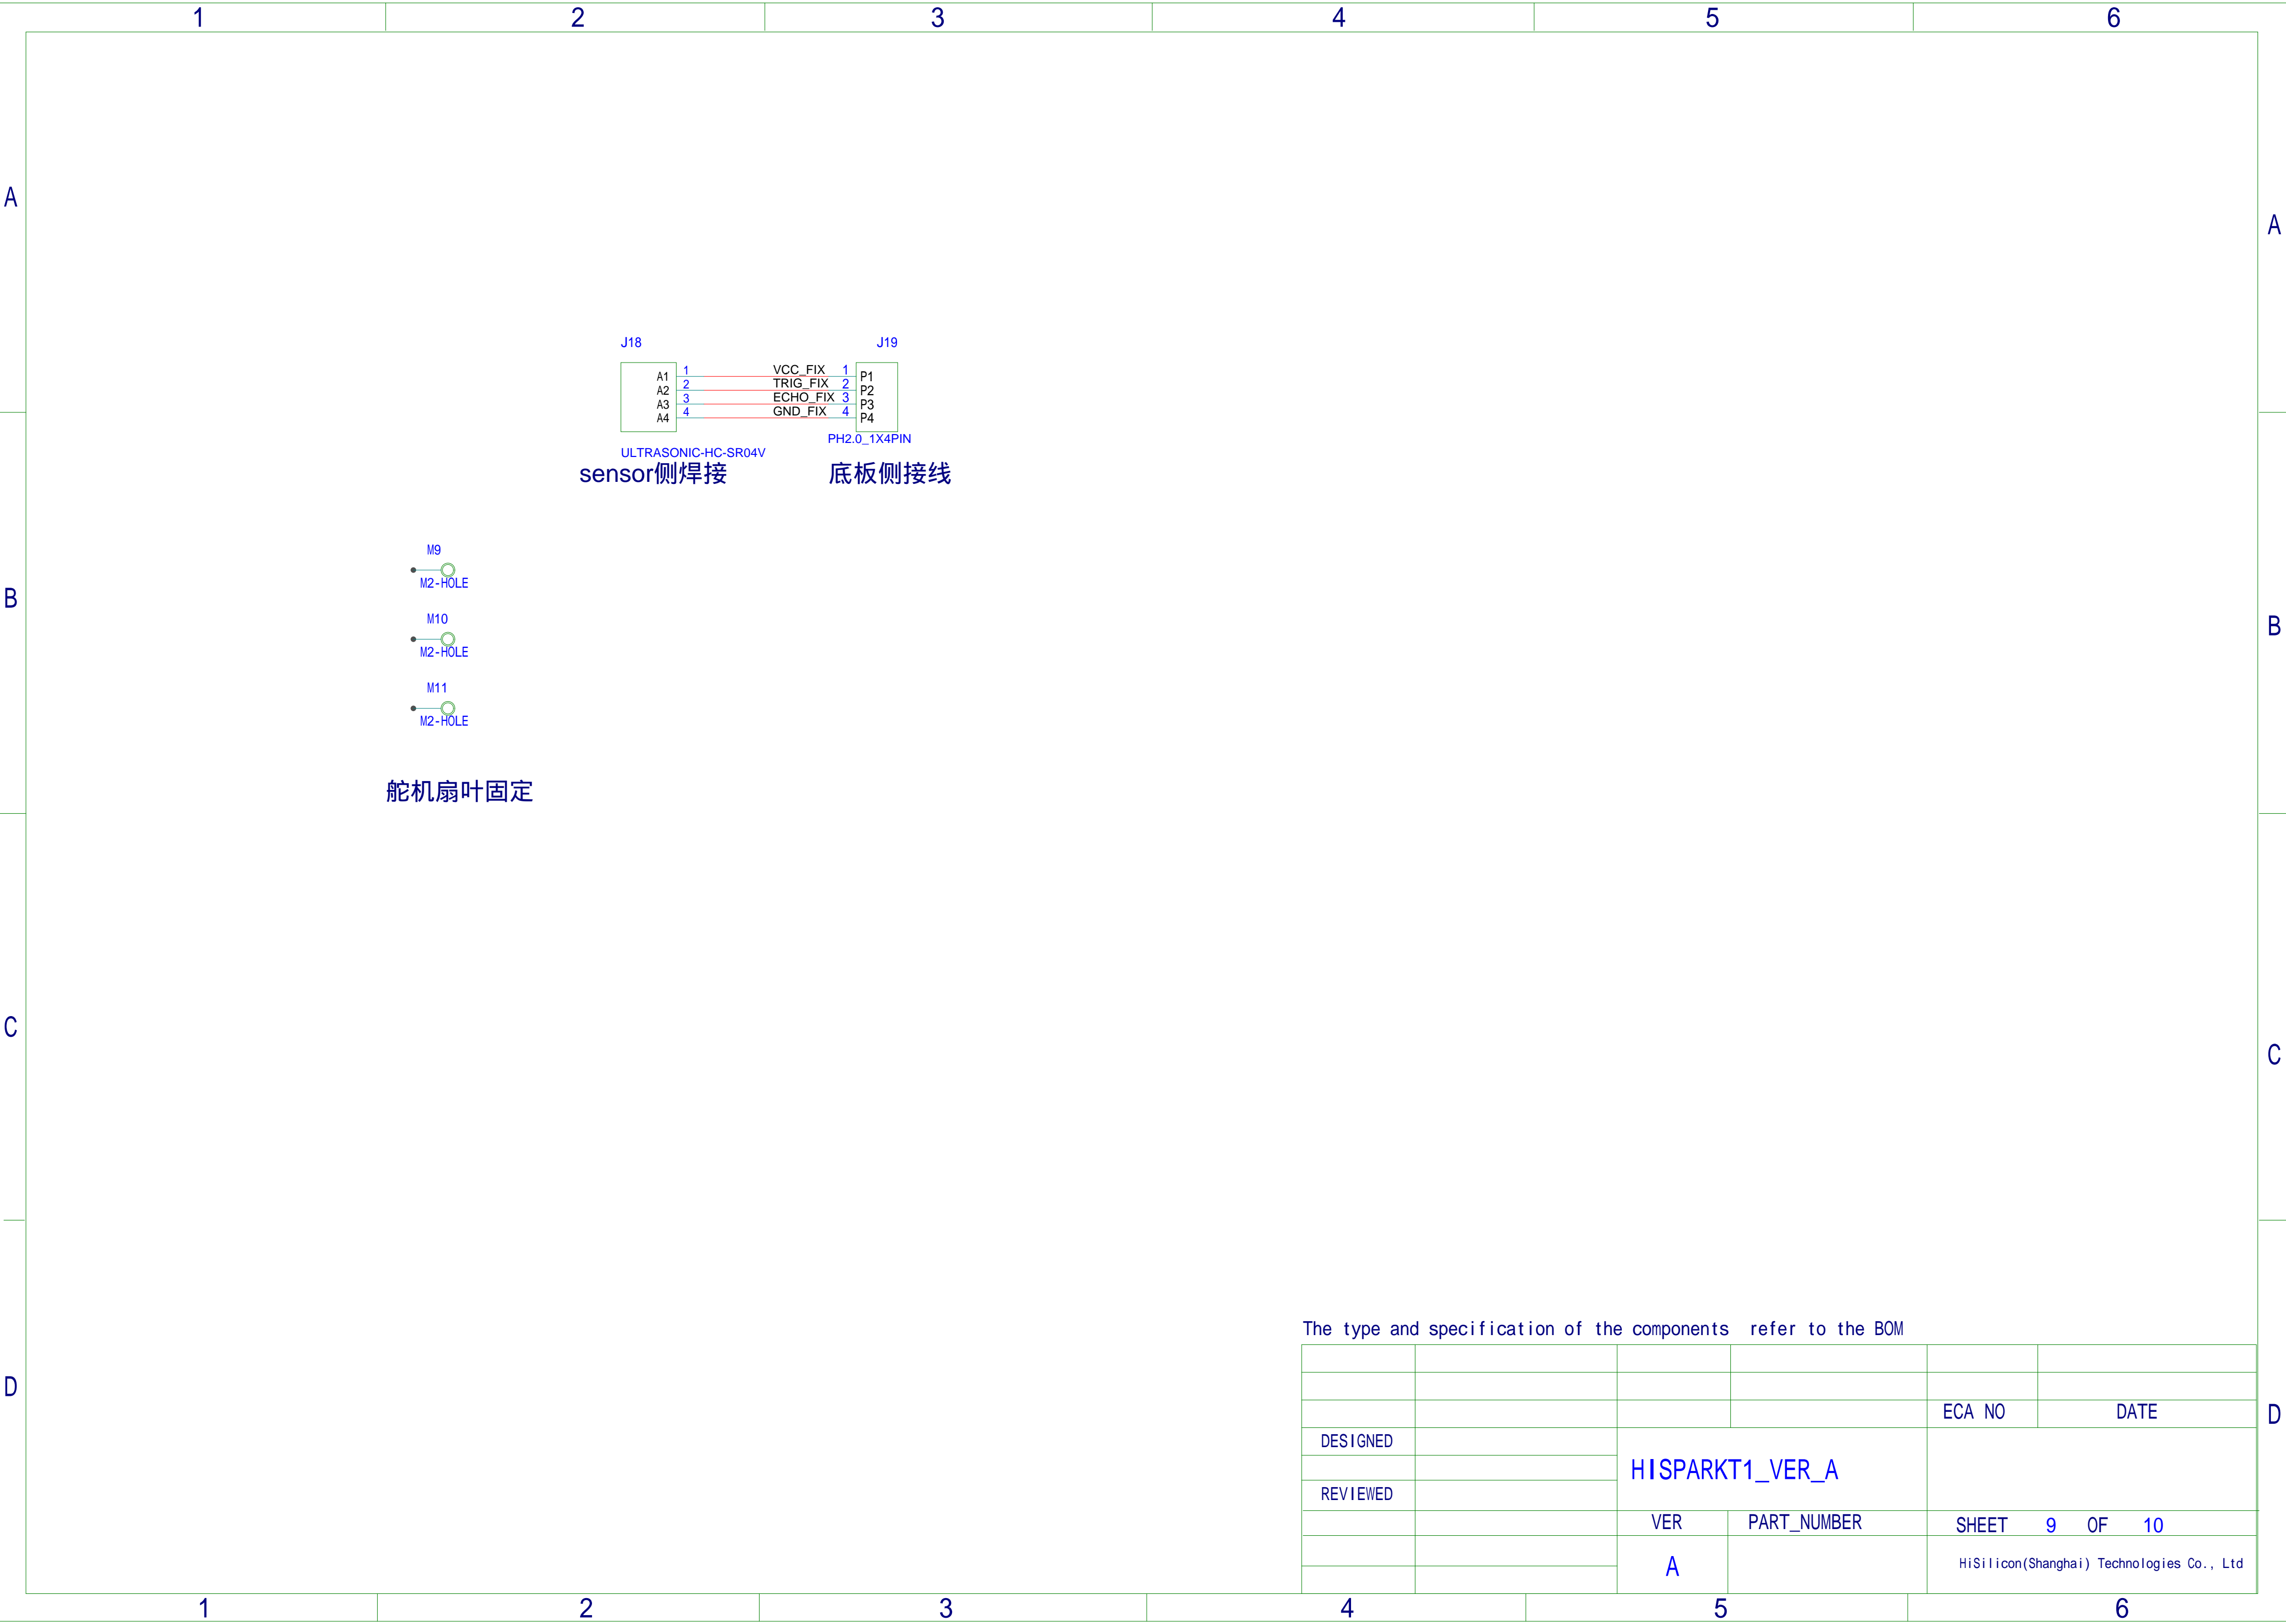 1 2 3 4 5 6
A A
J18 J19
A1 1 VCC_FIX 1 P1
A2 2 TRIG_FIX 2 P2
A3 3 ECHO_FIX 3 P3
A4 4 GND_FIX 4 P4
PH2.0_1X4PIN
ULTRASONIC-HC-SR04V
sensor侧焊接 底板侧接线
M9
M2-HOLE
B B
M10
M2-HOLE
M11
M2-HOLE
舵机扇叶固定
C C
The type and specification of the components refer to the BOM
D D
ECA NO DATE
DESIGNED
HISPARKT1_VER_A
REVIEWED
VER PART_NUMBER SHEET 9 OF 10
A HiSilicon(Shanghai) Technologies Co., Ltd
1 2 3 4 5 6